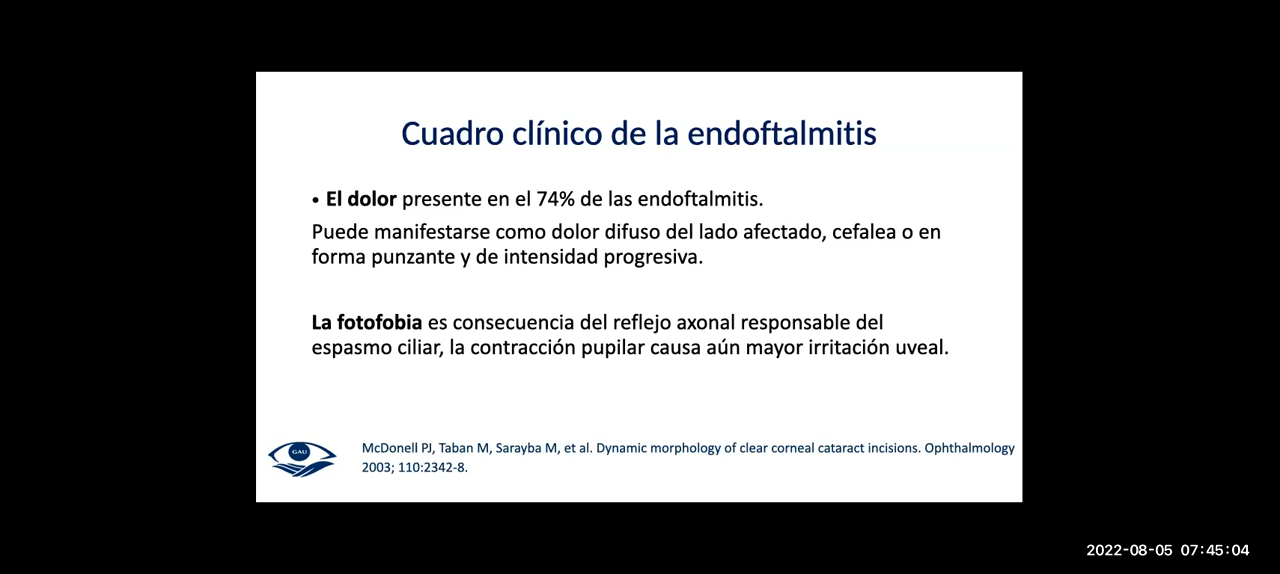 Cuadro clínico de la endoftalmitis
• El dolor presente en el 74% de las endoftalmitis.
Puede manifestarse como dolor difuso del lado afectado, cefalea o en
forma punzante y de intensidad progresiva.
La fotofobia es consecuencia del reflejo axonal responsable del
espasmo ciliar, la contracción pupilar causa aún mayor irritación uveal.
GAU
McDonell PJ, Taban M, Sarayba M, et al. Dynamic morphology of clear corneal cataract incisions. Ophthalmology
2003; 110:2342-8.
2022-08-05 07:45:04